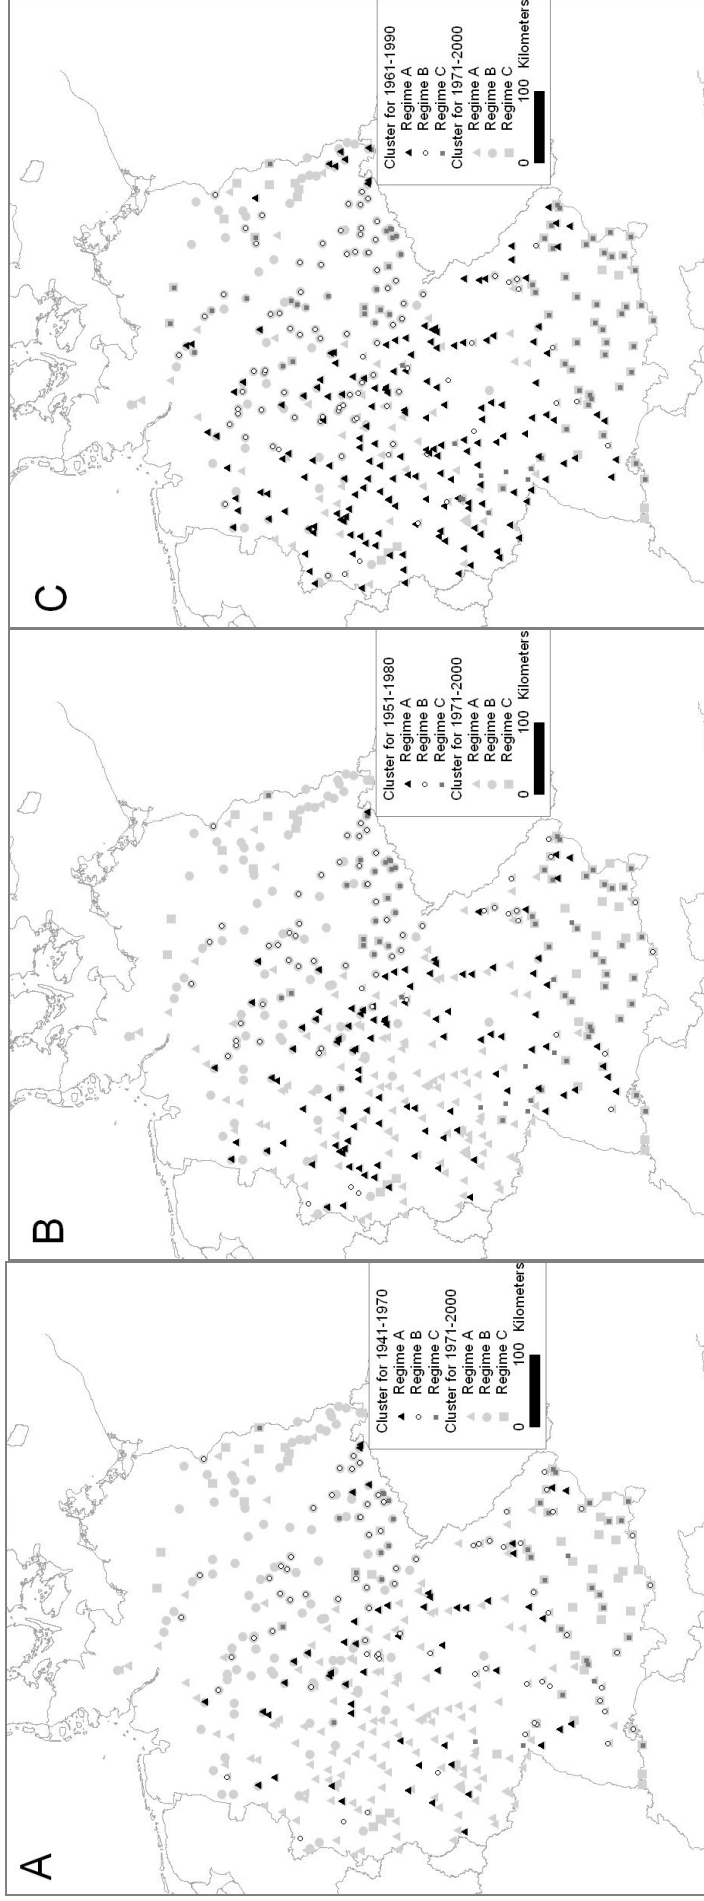 A
Cluster for 1941-1970
Regime A
Regime B
Regime C
Cluster for 1971-2000
Regime A
Regime B
Regime C
0 100 Kilometers
B
Cluster for 1951-1980
Regime A
Regime B
Regime C
Cluster for 1971-2000
Regime A
Regime B
Regime C
0 100 Kilometers
C
Cluster for 1961-1990
Regime A
Regime B
Regime C
Cluster for 1971-2000
Regime A
Regime B
Regime C
0 100 Kilometers